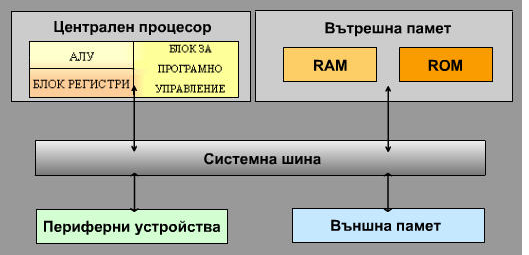 Централен процесор
АЛУ
БЛОК РЕГИСТРИ
БЛОК ЗА
ПРОГРАМНО
УПРАВЛЕНИЕ
Вътрешна памет
RAM
ROM
Системна шина
Периферни устройства
Външна памет